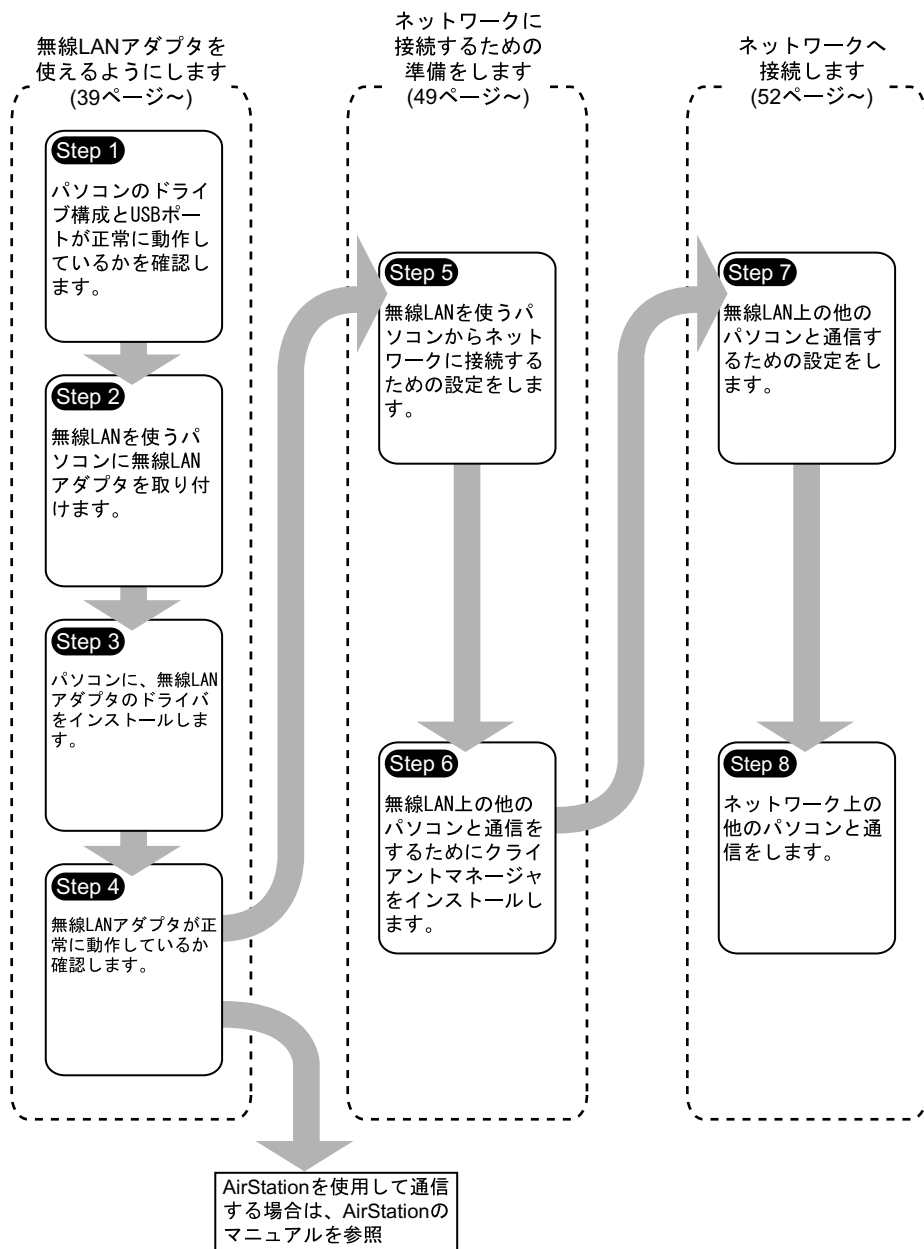 無線LANアダプタを
使えるようにします
(39ページ～)
Step 1
パソコンのドライ
ブ構成とUSBポー
トが正常に動作し
ているかを確認し
ます。
Step 2
無線LANを使うパ
ソコンに無線LAN
アダプタを取り付
けます。
Step 3
パソコンに、無線LAN
アダプタのドライバ
をインストールしま
す。
Step 4
無線LANアダプタが正
常に動作しているか
確認します。
AirStationを使用して通信
する場合は、AirStationの
マニュアルを参照
ネットワークに
接続するための
準備をします
(49ページ～)
Step 5
無線LANを使うパ
ソコンからネット
ワークに接続する
ための設定をしま
す。
Step 6
無線LAN上の他の
パソコンと通信を
するためにクライ
アントマネージャ
をインストールし
ます。
ネットワークへ
接続します
(52ページ～)
Step 7
無線LAN上の他の
パソコンと通信す
るための設定をし
ます。
Step 8
ネットワーク上の
他のパソコンと通
信をします。